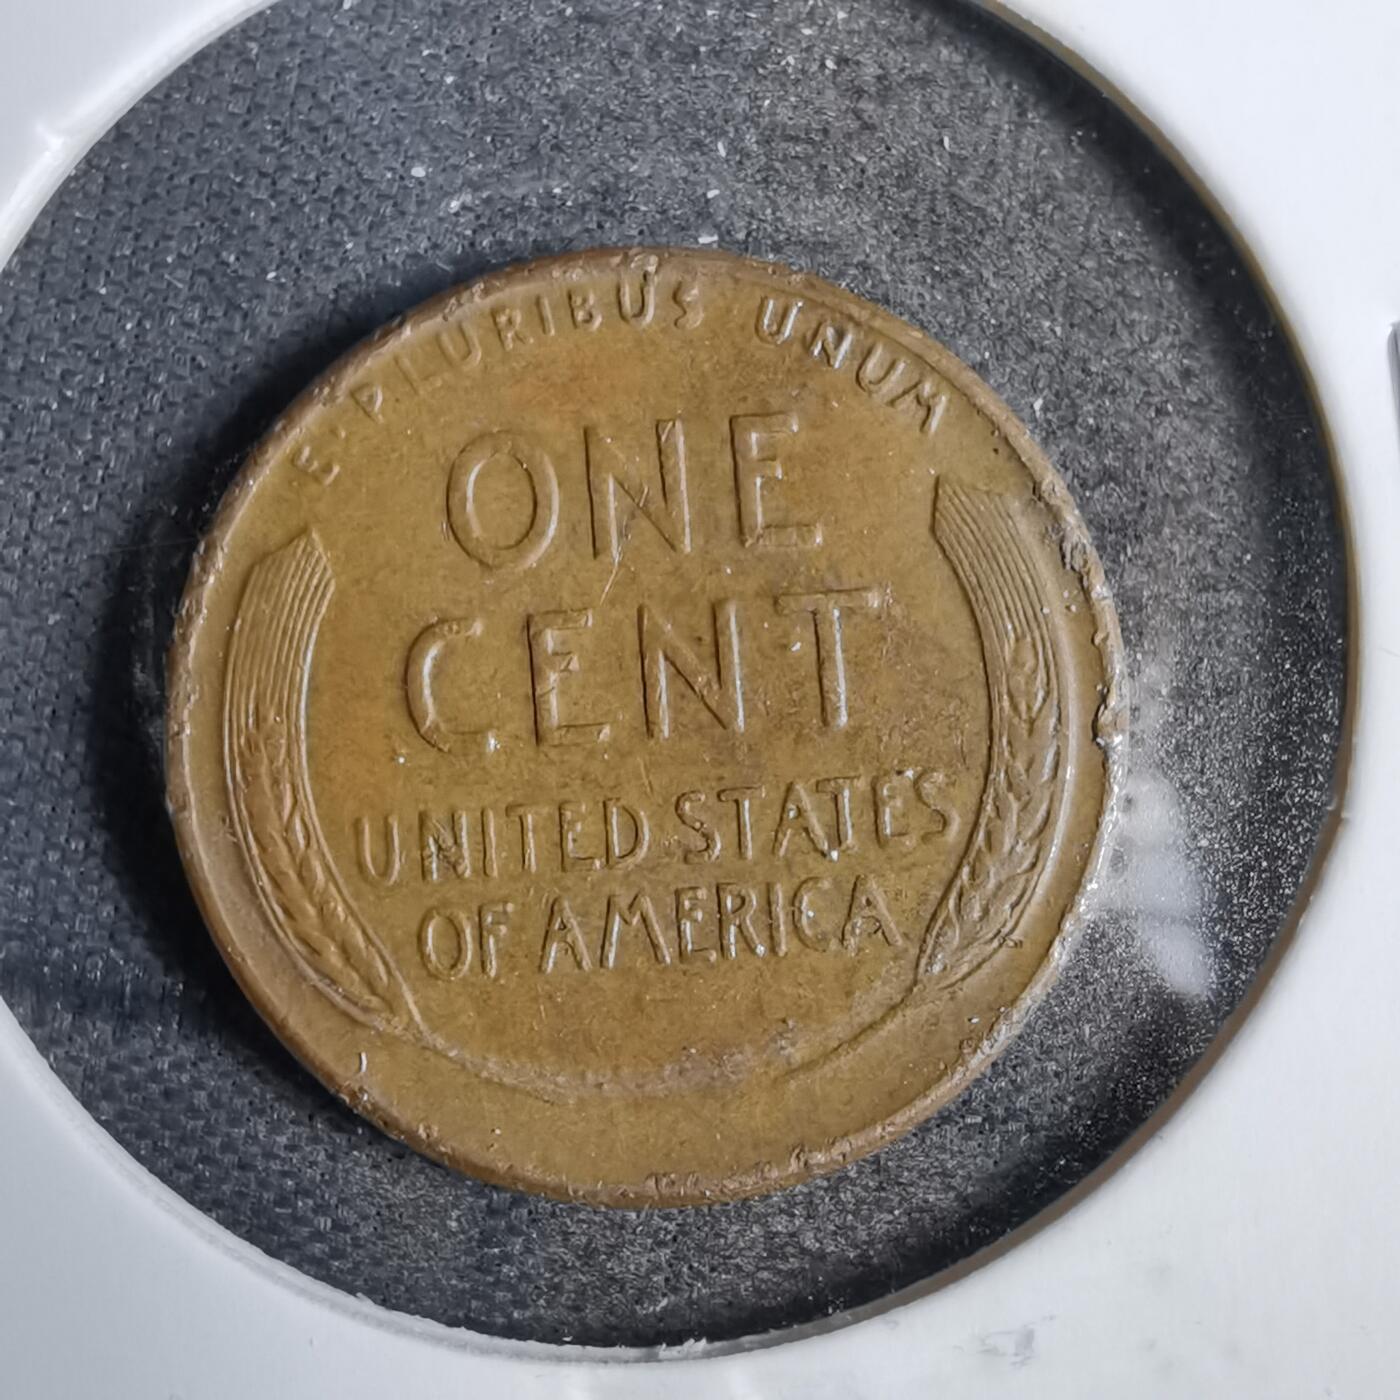 E · PLURIBUS UNUM
ONE
CENT
UNITED STATES
OF AMERICA